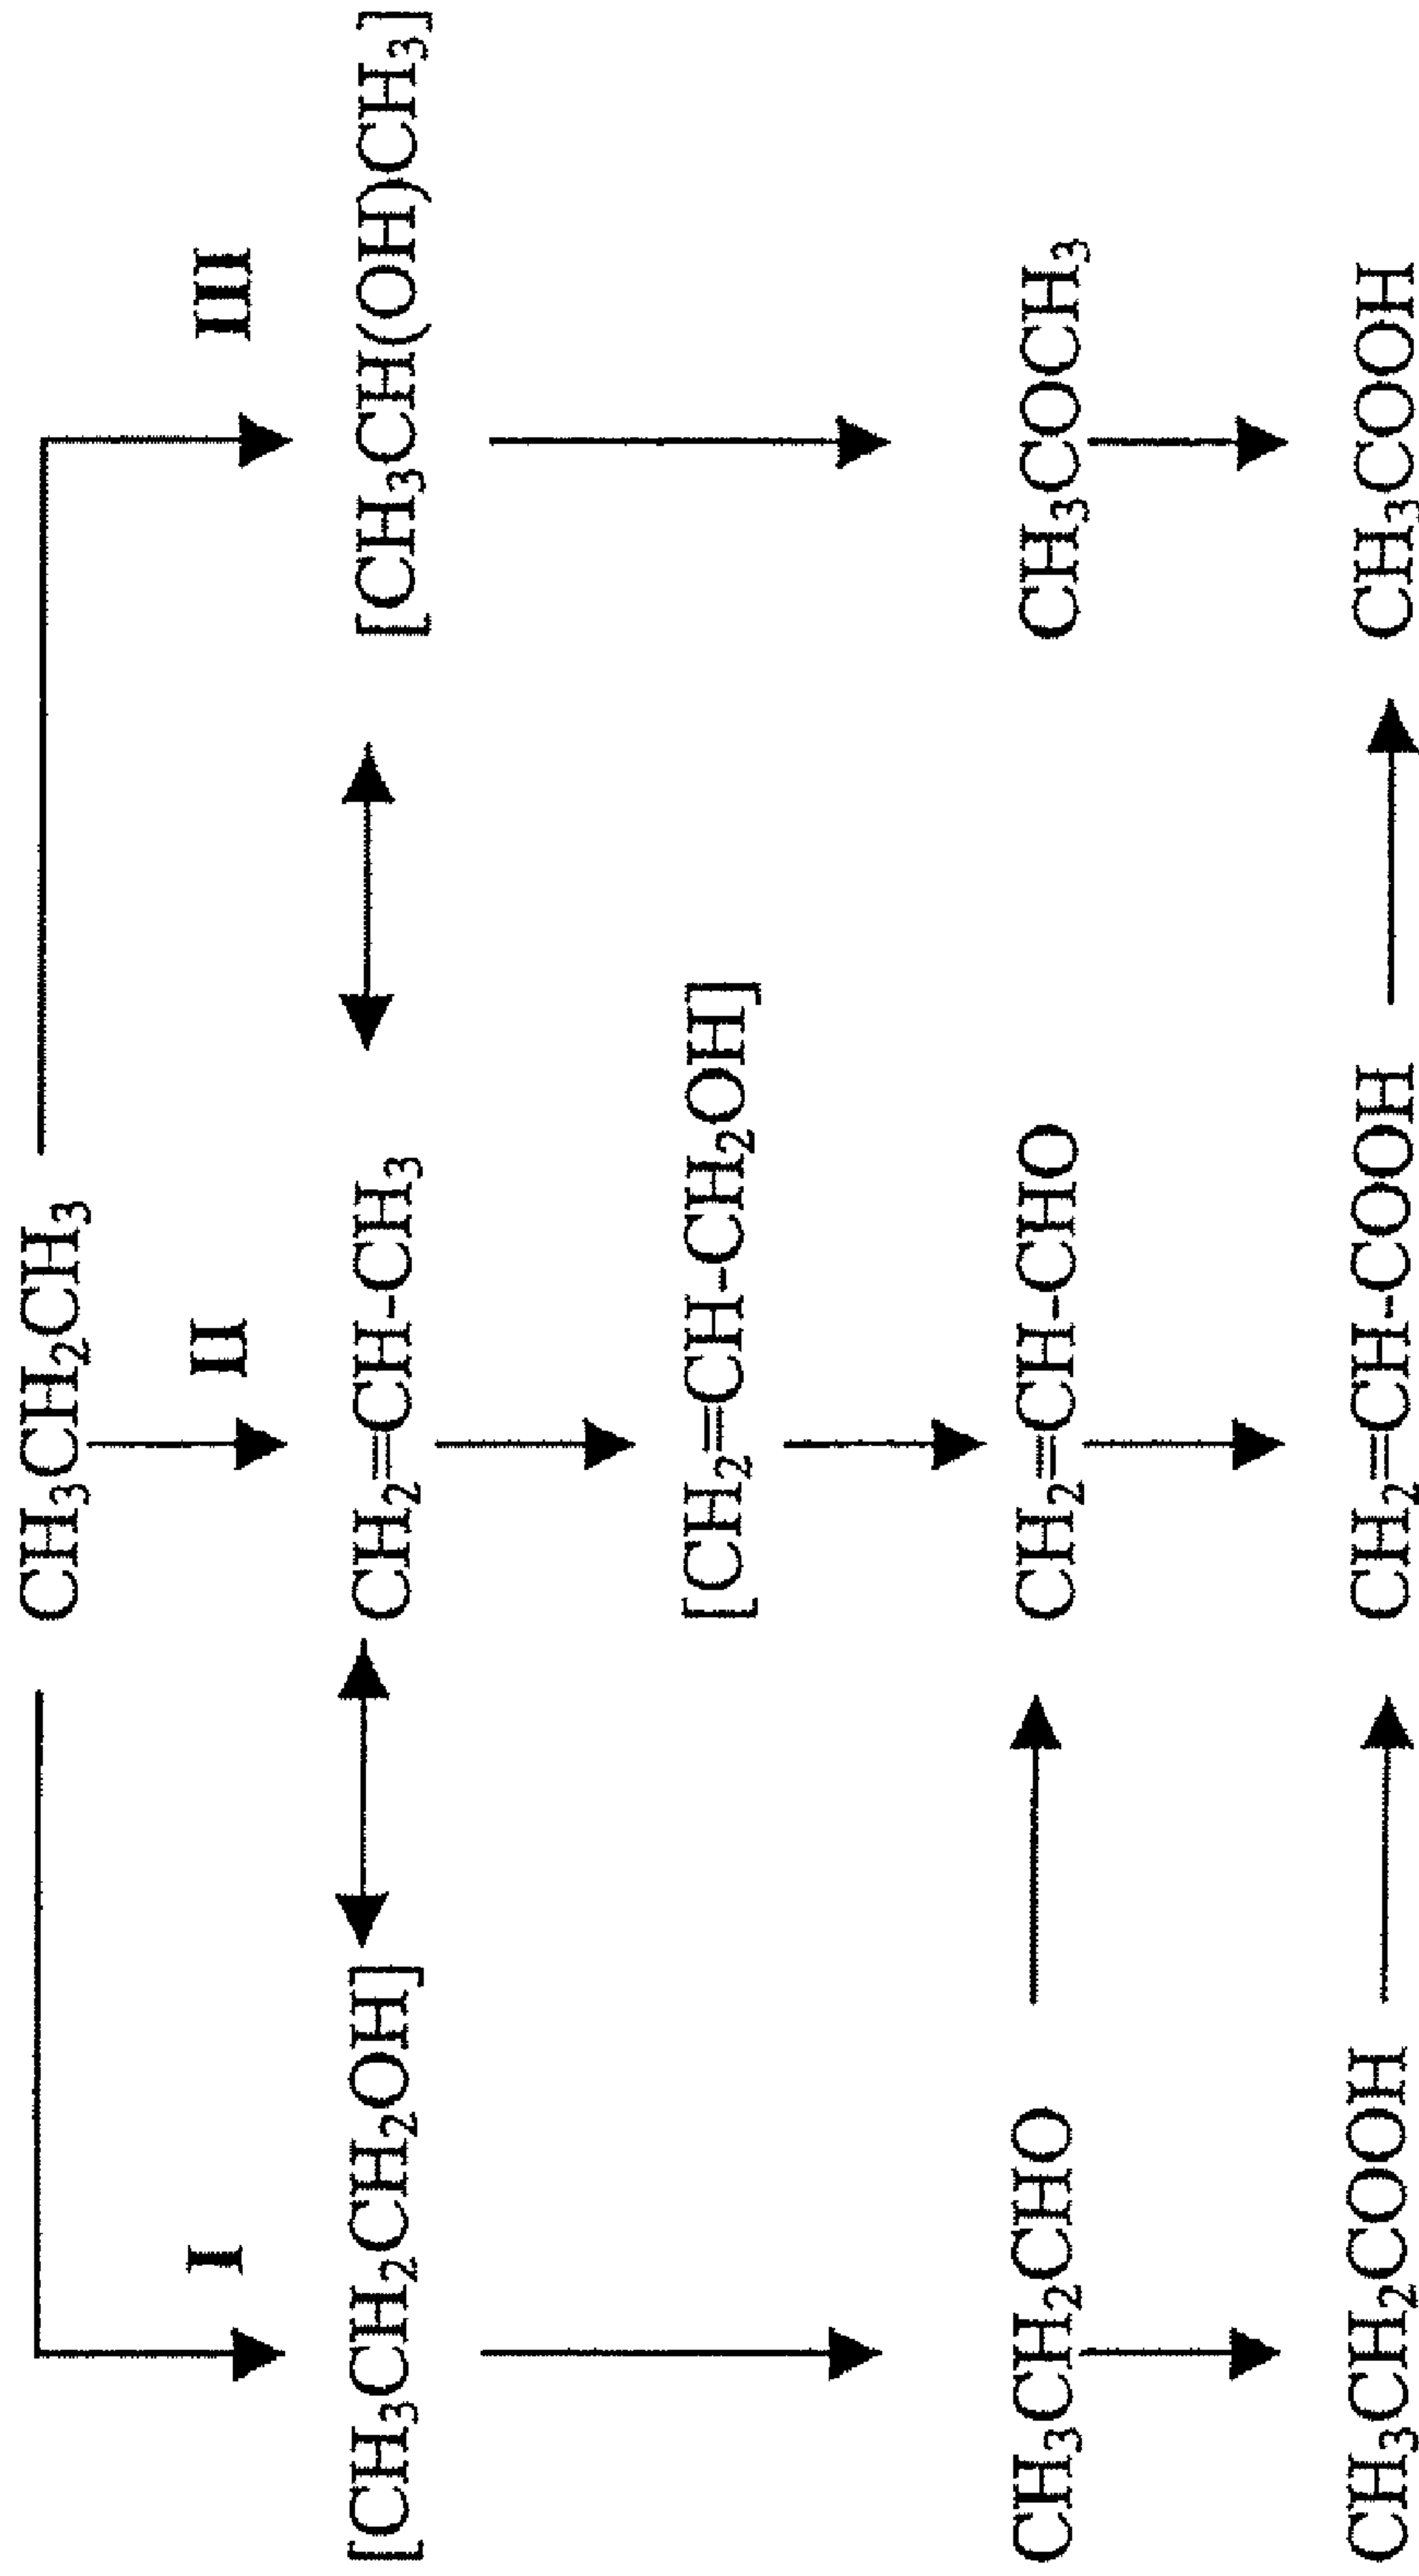 CH₃CH₂CH₃
I
II
III
[CH₃CH₂CH₂OH]
CH₂=CH-CH₃
[CH₃CH(OH)CH₃]
[CH₂=CH-CH₂OH]
CH₃CH₂CHO
CH₂=CH-CHO
CH₃COCH₃
CH₃CH₂COOH
CH₂=CH-COOH
CH₃COOH